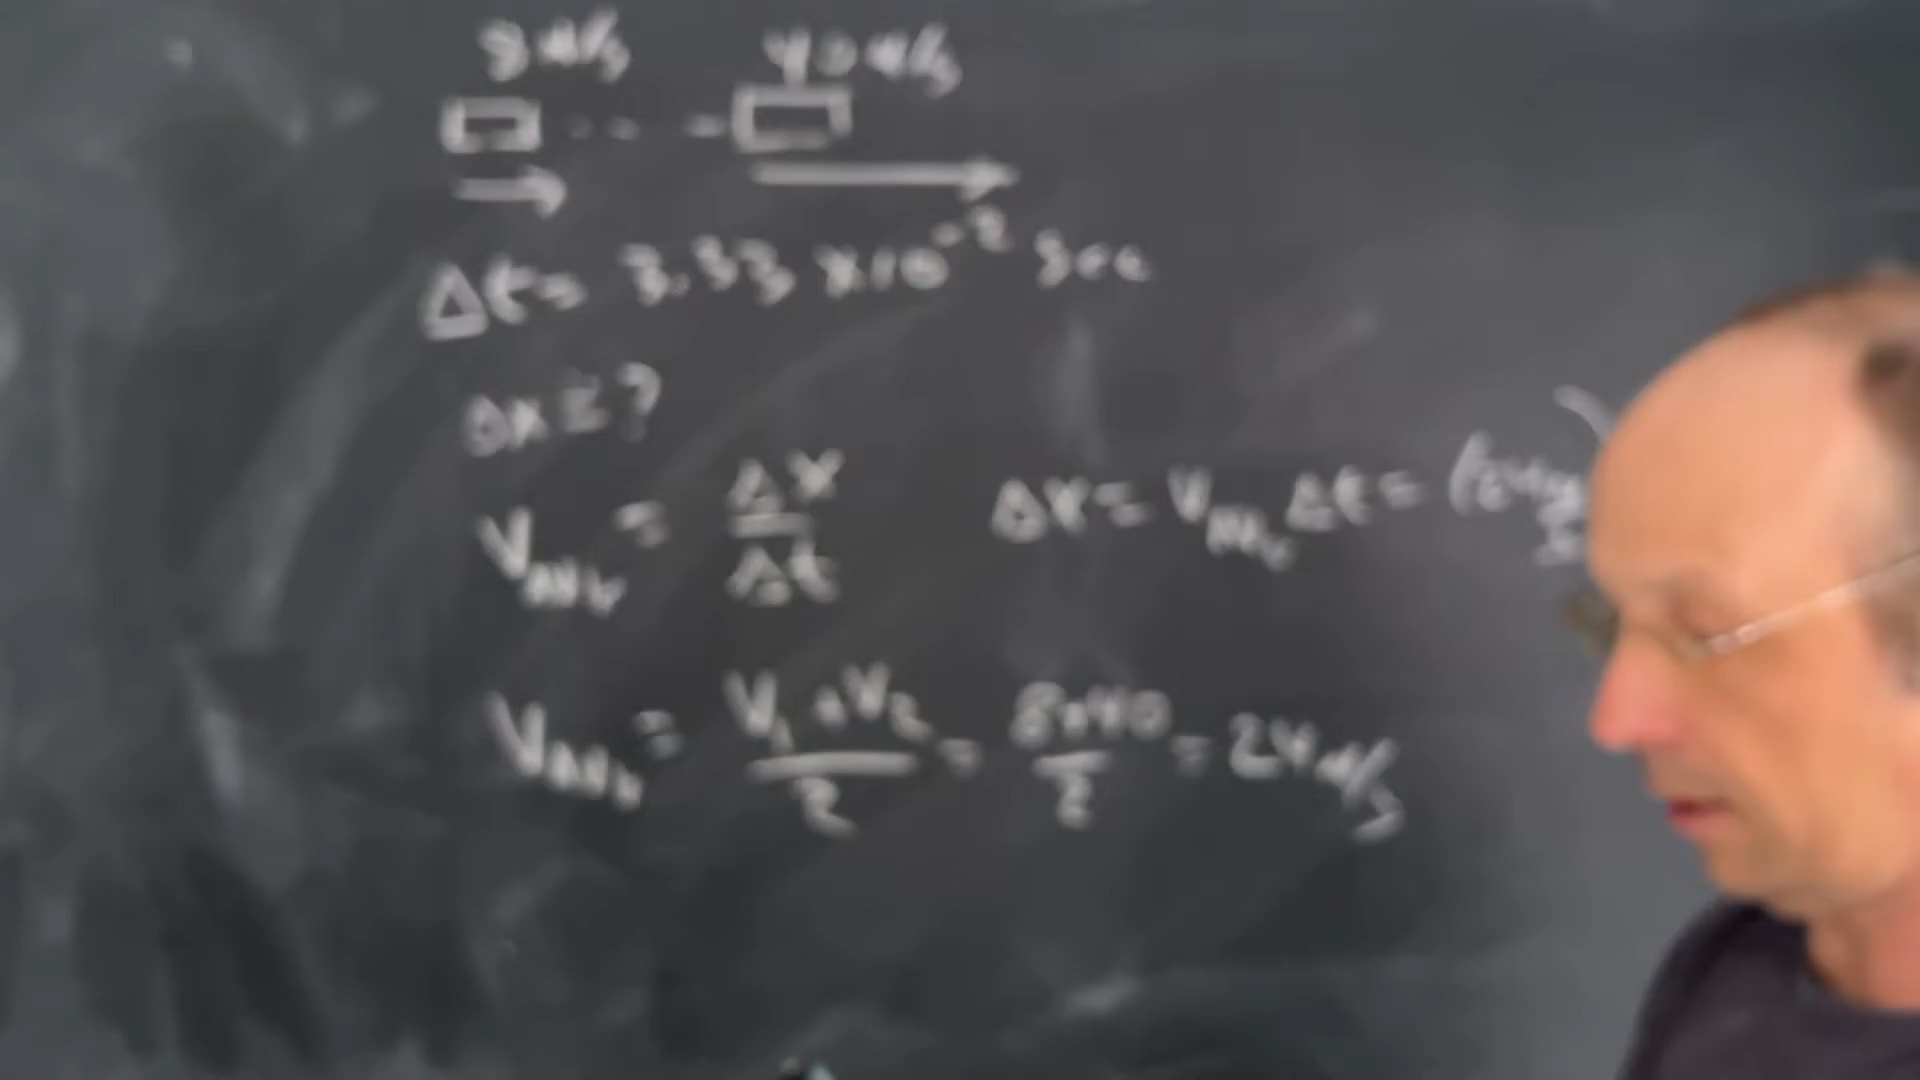 8 m/s 40 m/s
Δt = 3.33 x10⁻² sec
Δx = ?
V_AVG = ΔX/Δt ΔX = V_AVG Δt = (24 m/s
V_AVG = (V₁ + V₂)/2 = (8+40)/2 = 24 m/s